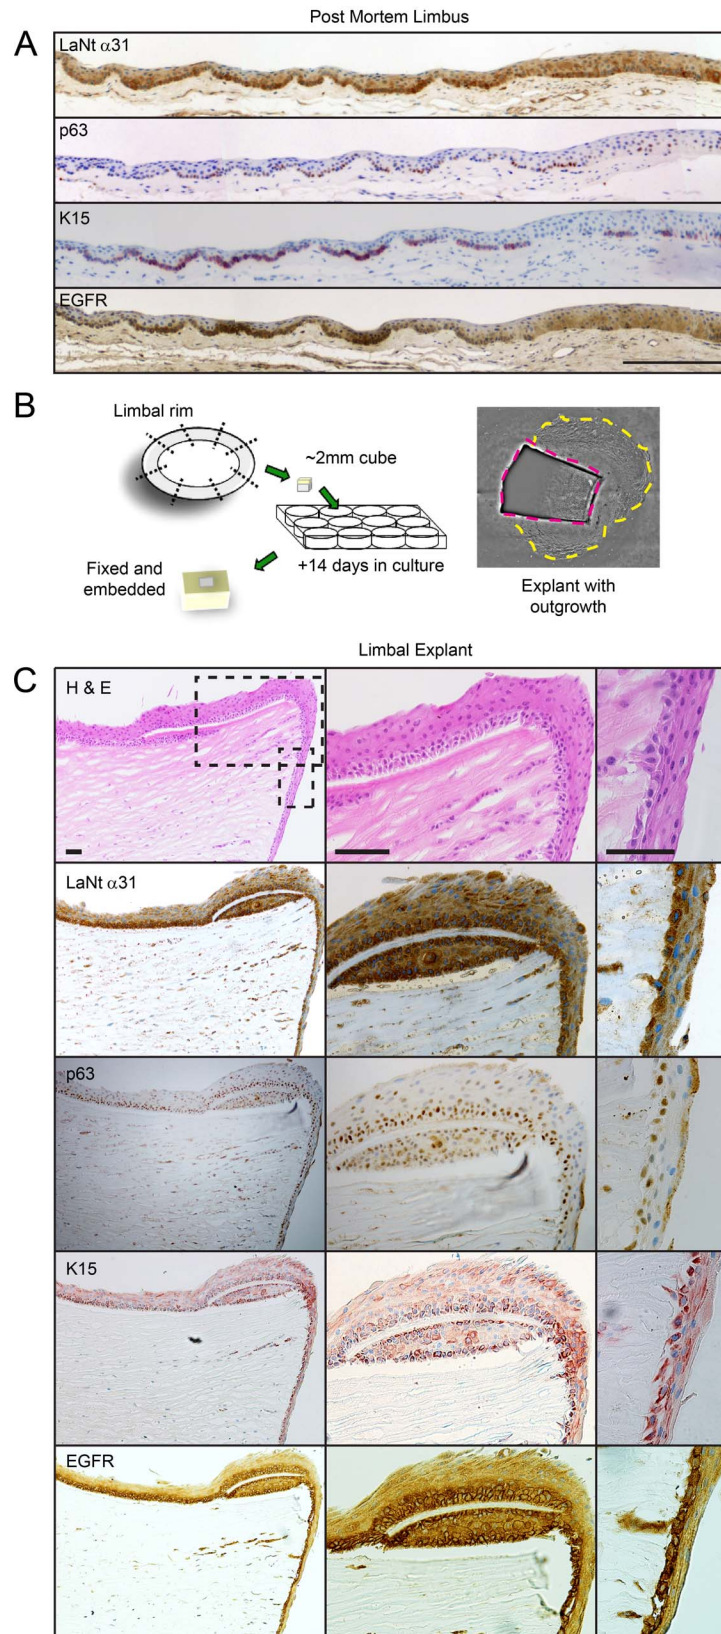 Post Mortem Limbus
A
LaNt α31
p63
K15
EGFR
B
Limbal rim
~2mm cube
+14 days in culture
Fixed and
embedded
Explant with
outgrowth
Limbal Explant
C
H & E
LaNt α31
p63
K15
EGFR